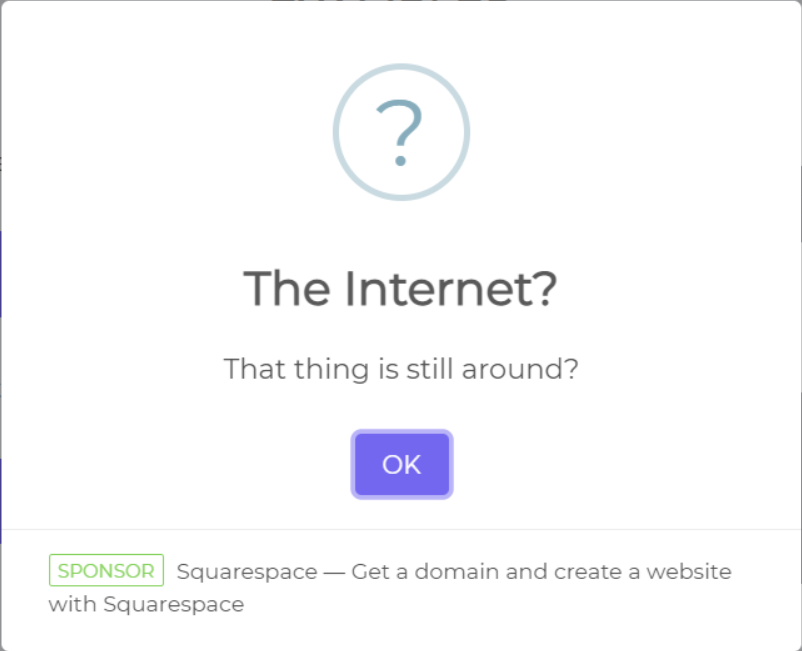 ?
The Internet?
That thing is still around?
OK
SPONSOR Squarespace — Get a domain and create a website
with Squarespace